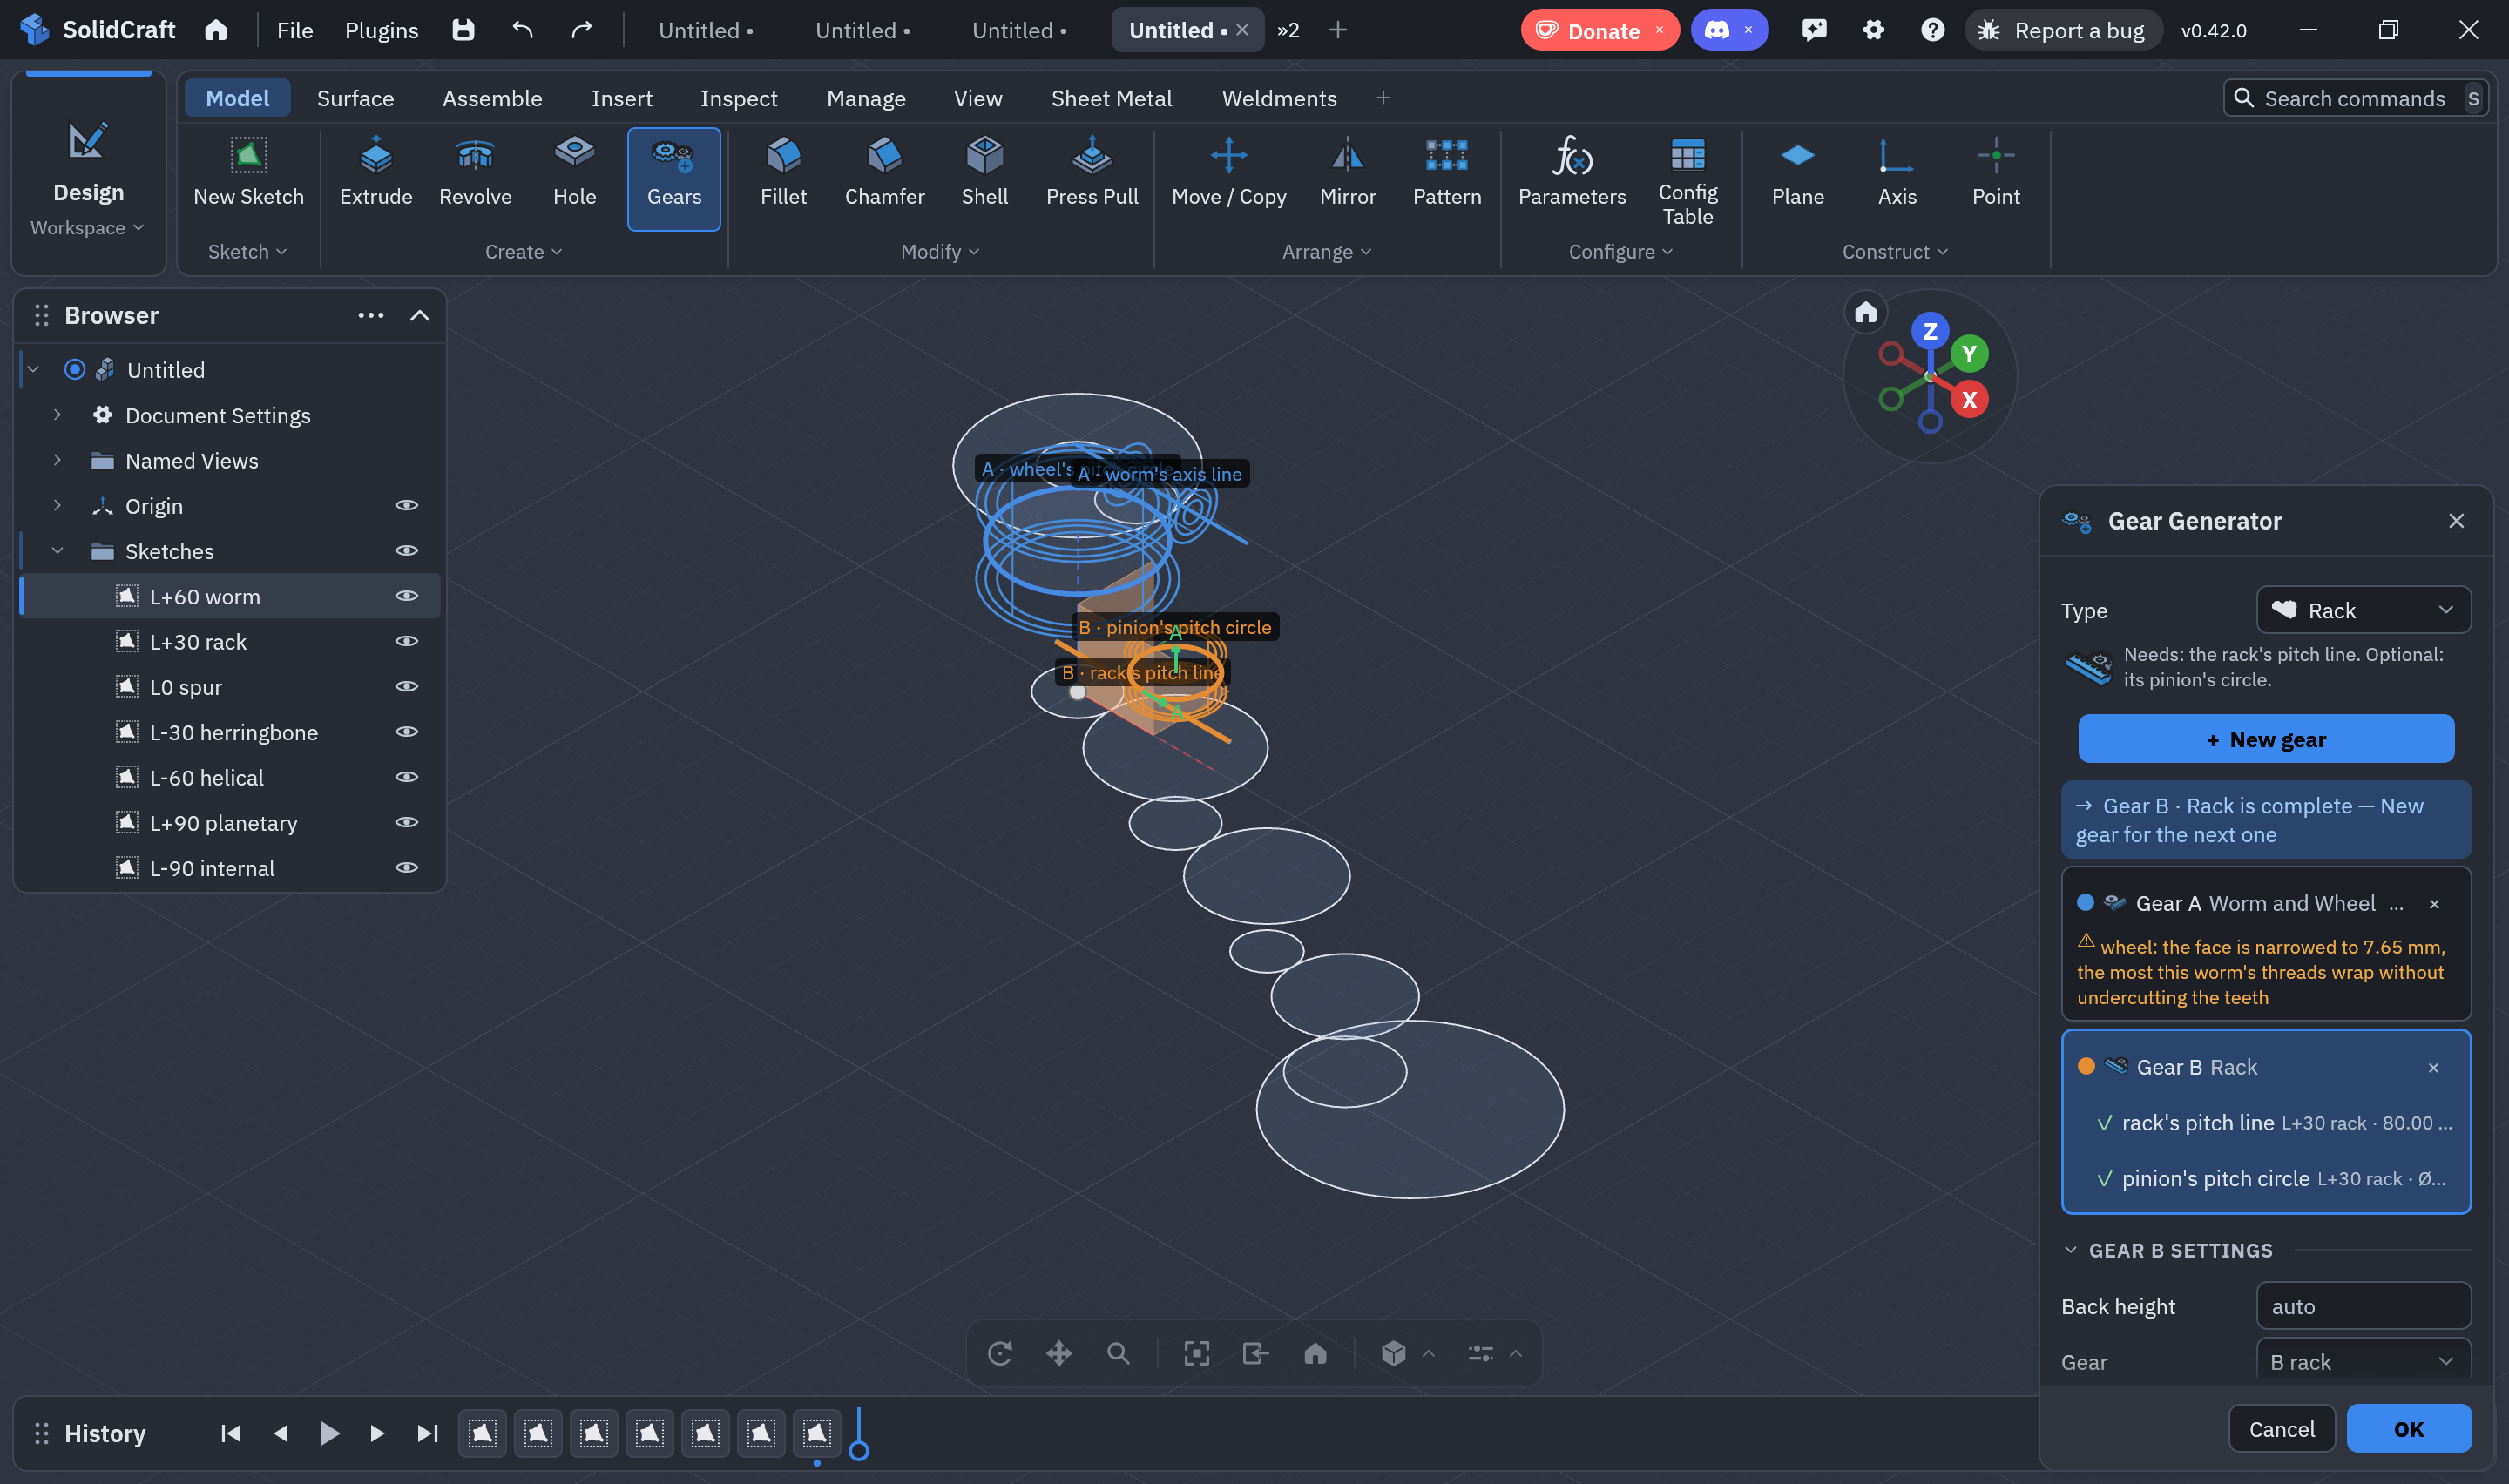 SolidCraft
File
Plugins
Untitled •
Untitled •
Untitled •
Untitled •
»2
Donate
Report a bug
v0.42.0
Design
Workspace
Model
Surface
Assemble
Insert
Inspect
Manage
View
Sheet Metal
Weldments
Search commands
S
New Sketch
Extrude
Revolve
Hole
Gears
Fillet
Chamfer
Shell
Press Pull
Move / Copy
Mirror
Pattern
Parameters
Config
Table
Plane
Axis
Point
Sketch
Create
Modify
Arrange
Configure
Construct
Browser
Untitled
Document Settings
Named Views
Origin
Sketches
L+60 worm
L+30 rack
L0 spur
L-30 herringbone
L-60 helical
L+90 planetary
L-90 internal
Z
Y
X
A · wheel's pitch circle
A · worm's axis line
B · pinion's pitch circle
A
B · rack's pitch line
A
Gear Generator
Type
Rack
Needs: the rack's pitch line. Optional:
its pinion's circle.
+ New gear
→ Gear B · Rack is complete — New
gear for the next one
Gear A Worm and Wheel ...
⚠ wheel: the face is narrowed to 7.65 mm,
the most this worm's threads wrap without
undercutting the teeth
Gear B Rack
✓ rack's pitch line L+30 rack · 80.00 ...
✓ pinion's pitch circle L+30 rack · Ø...
GEAR B SETTINGS
Back height
auto
Gear
B rack
Cancel
OK
History